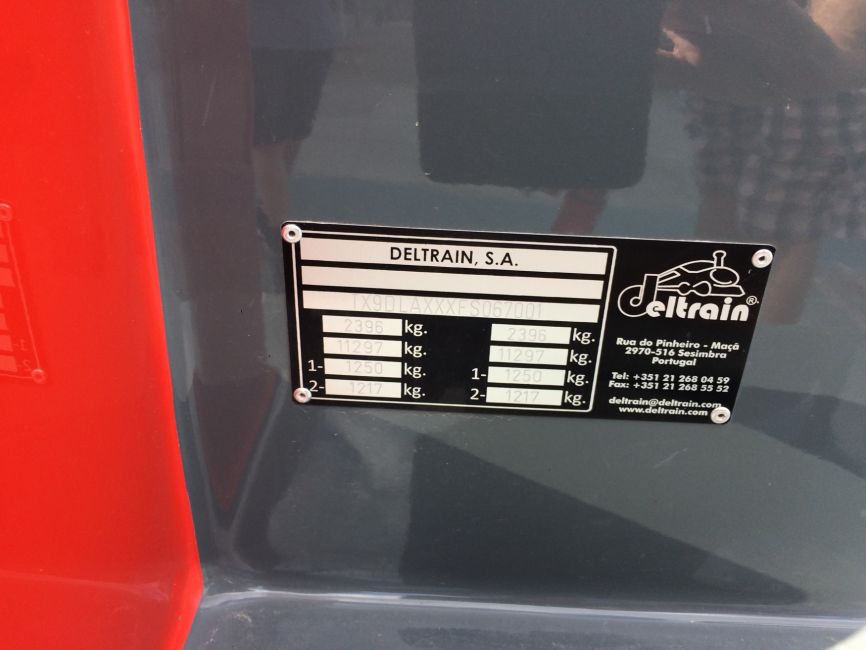 DELTRAIN, S.A.
TX9DLAXXXFS067001
2396 kg. 2396 kg.
11297 kg. 11297 kg.
1- 1250 kg. 1- 1250 kg.
2- 1217 kg. 2- 1217 kg.
deltrain®
Rua do Pinheiro - Maçã
2970-516 Sesimbra
Portugal
Tel: +351 21 268 04 59
Fax: +351 21 268 55 52
deltrain@deltrain.com
www.deltrain.com